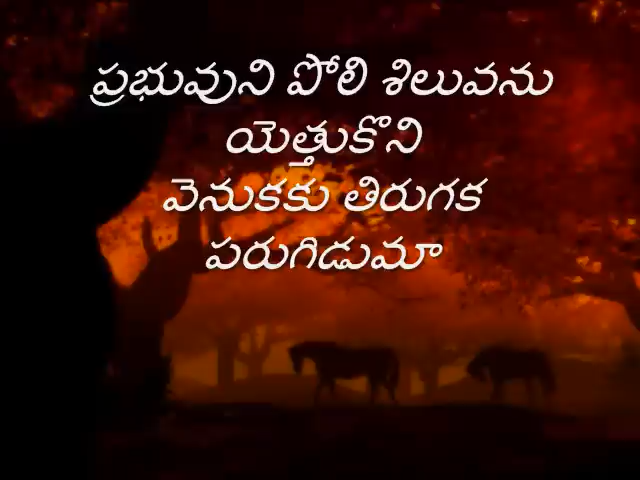 ప్రభువుని పోలి శిలువను
యెత్తుకొని
వెనుకకు తిరుగక
పరుగిడుమా